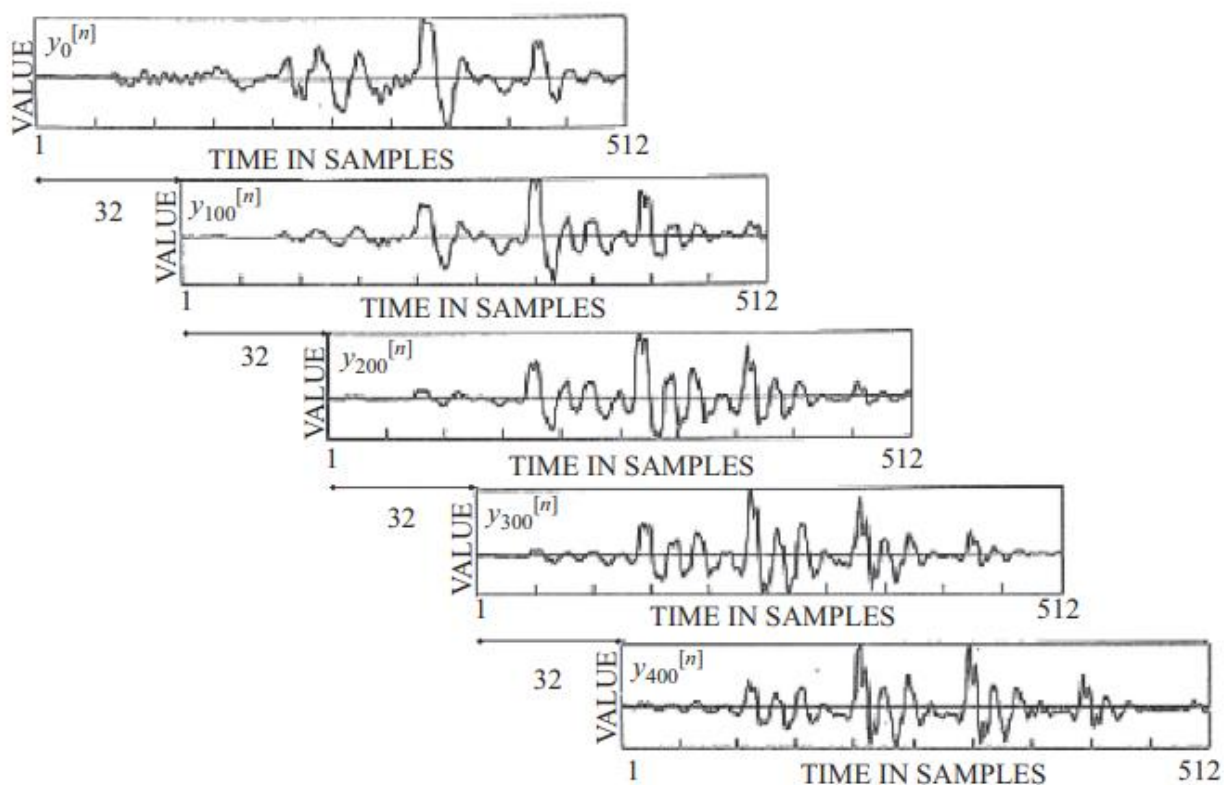 VALUE
y0[n]
1
512
TIME IN SAMPLES
32
VALUE
y100[n]
1
512
TIME IN SAMPLES
32
VALUE
y200[n]
1
512
TIME IN SAMPLES
32
VALUE
y300[n]
1
512
TIME IN SAMPLES
32
VALUE
y400[n]
1
512
TIME IN SAMPLES